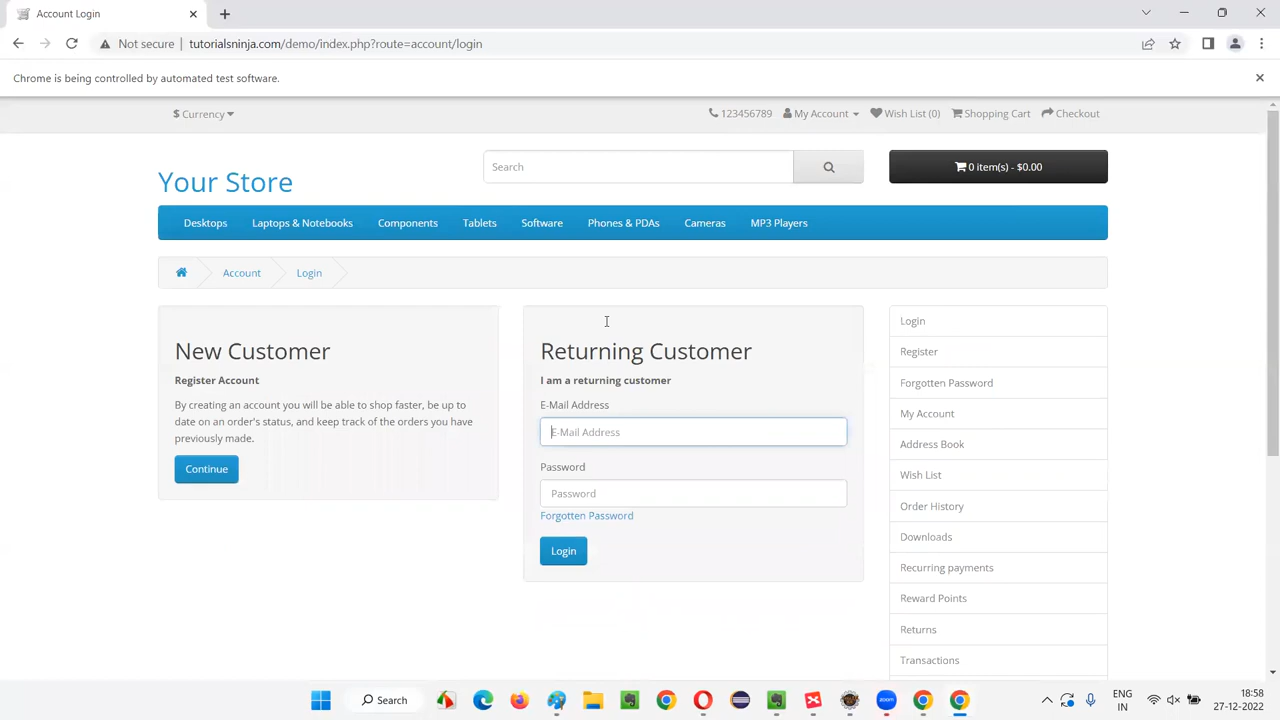 Account Login
Not secure
tutorialsninja.com/demo/index.php?route=account/login
Chrome is being controlled by automated test software.
$ Currency
123456789
My Account
Wish List (0)
Shopping Cart
Checkout
Your Store
Search
0 item(s) - $0.00
Desktops
Laptops & Notebooks
Components
Tablets
Software
Phones & PDAs
Cameras
MP3 Players
Account
Login
New Customer
Register Account
By creating an account you will be able to shop faster, be up to
date on an order's status, and keep track of the orders you have
previously made.
Continue
Returning Customer
I am a returning customer
E-Mail Address
E-Mail Address
Password
Password
Forgotten Password
Login
Login
Register
Forgotten Password
My Account
Address Book
Wish List
Order History
Downloads
Recurring payments
Reward Points
Returns
Transactions
Search
zoom
ENG
IN
18:58
27-12-2022